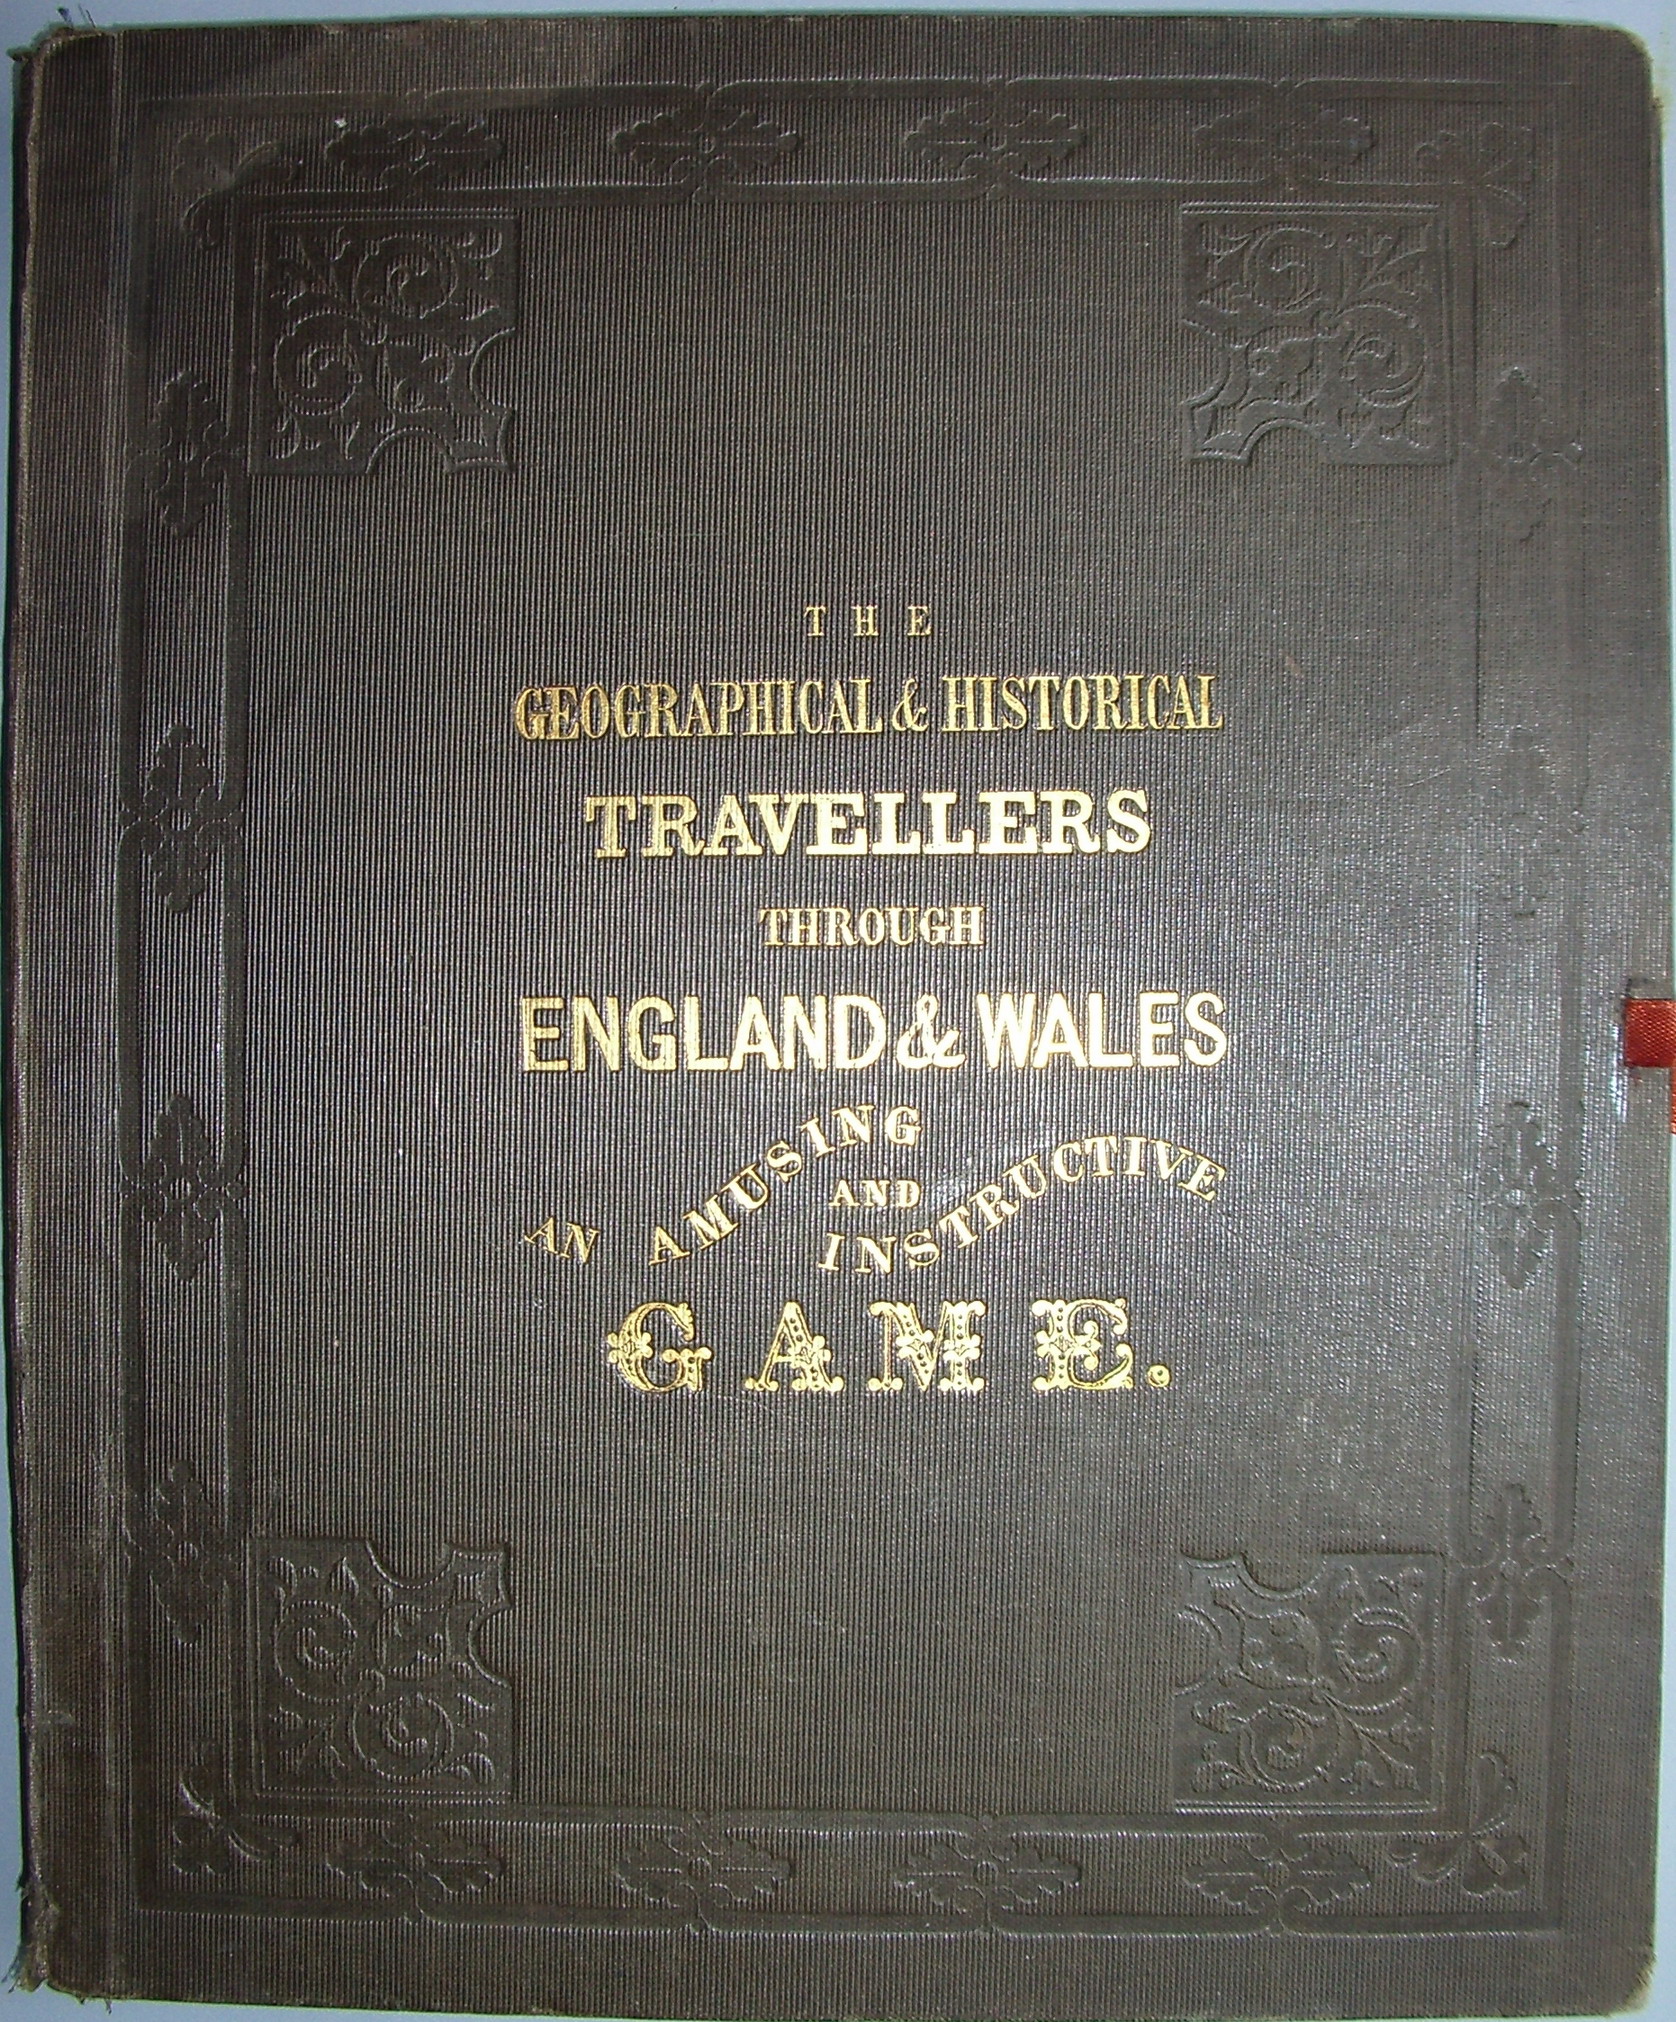 THE
GEOGRAPHICAL & HISTORICAL
TRAVELLERS
THROUGH
ENGLAND & WALES
AN AMUSING
AND
INSTRUCTIVE
GAME.